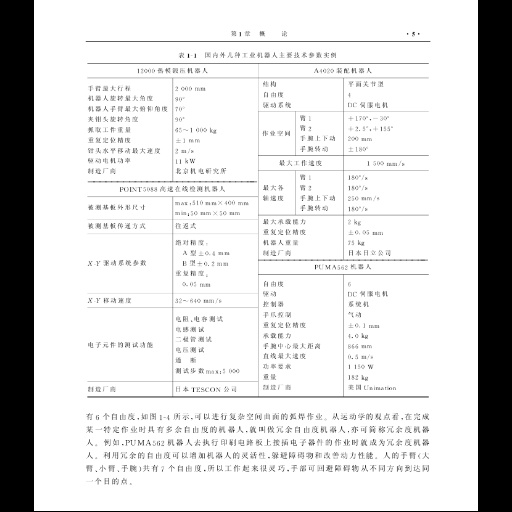 第1章 概 论 ·5·
表 1-1 国内外几种工业机器人主要技术参数实例
12000热模锻压机器人
手臂最大行程 2 000 mm
机器人旋转最大角度 90°
机器人手臂最大俯仰角度 70°
夹钳头旋转角度 90°
抓取工件重量 63~1 000 kg
重复定位精度 ±1 mm
钳头水平移动最大速度 2 m/s
驱动电机功率 11 kW
制造厂商 北京机电研究所
POINT5088高速在线检测机器人
被测基板外形尺寸 max:510 mm×400 mm
min:50 mm×50 mm
被测基板传递方式 往返式
X-Y 驱动系统参数
绝对精度:
A型±0.4 mm
B型±0.2 mm
重复精度:
0.05 mm
X-Y 移动速度 32~640 mm/s
电子元件的测试功能
电阻、电容测试
电感测试
二极管测试
电压测试
通断
测试步数max:1 000
制造厂商 日本TESCON公司
A4020装配机器人
结构 平面关节型
自由度 4
驱动系统 DC伺服电机
作业空间
臂1 +170°,-30°
臂2
手腕上下动 200 mm
手腕转动 ±180°
最大工作速度 1 500 mm/s
最大各轴速度
臂1 180°/s
臂2 180°/s
手腕上下动 250 mm/s
手腕转动 180°/s
最大承载能力 2 kg
重复定位精度 ±0.05 mm
机器人重量 75 kg
制造厂商 日本日立公司
PUMA562机器人
自由度 6
驱动 DC伺服电机
控制器 系统机
手爪控制 气动
重复定位精度 ±0.1 mm
承载能力 4.0 kg
手腕中心最大距离 866 mm
直线最大速度 0.5 m/s
功率要求 1 150 W
重量 182 kg
制造厂商 美国Unimation
有6个自由度,如图1-4所示,可以进行复杂空间曲面的弧焊作业。从运动学的观点看,在完成
某一特定作业时具有多余自由度的机器人,就叫做冗余自由度机器人,亦可简称冗余度机器
人。例如,PUMA562机器人去执行印刷电路板上接插电子器件的作业时就成为冗余度机器
人。利用冗余的自由度可以增加机器人的灵活性,躲避障碍物和改善动力性能。人的手臂(大
臂、小臂、手腕)共有7个自由度,所以工作起来很灵巧,手部可回避障碍物从不同方向到达同
一个目的点。